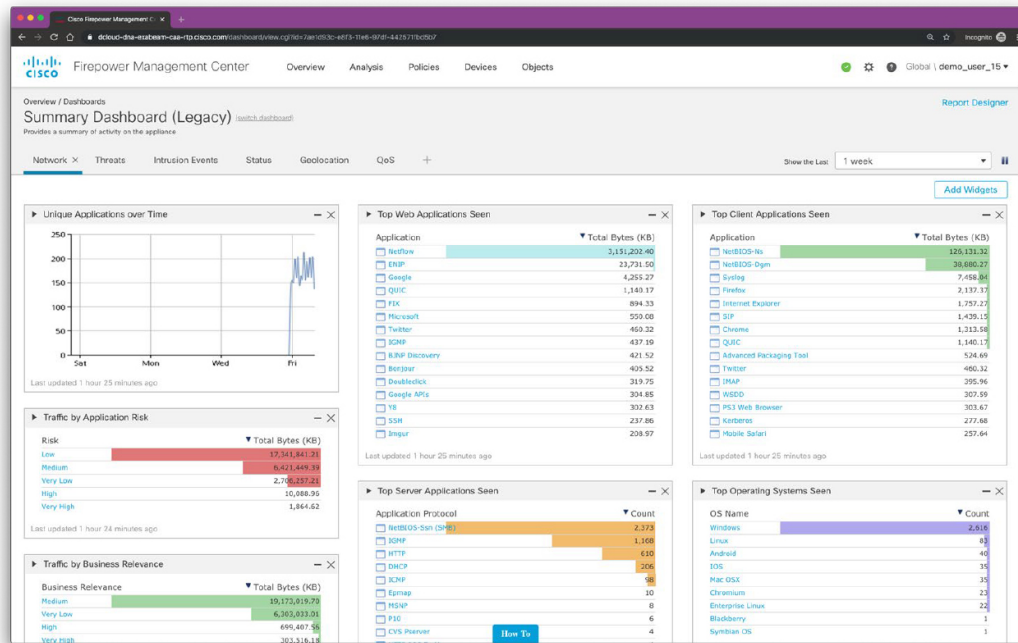 Cisco Firepower Management C
dcloud-dna-exabeam-caa-rtp.cisco.com
Incognito
CISCO
Firepower Management Center
Overview
Analysis
Policies
Devices
Objects
Global \ demo_user_15
Overview / Dashboards
Report Designer
Summary Dashboard (Legacy) (switch dashboard)
Provides a summary of activity on the appliance
Network × Threats Intrusion Events Status Geolocation QoS +
Show the Last 1 week
Add Widgets
Unique Applications over Time
250
200
150
100
50
0
Sat Mon Wed Fri
Last updated 1 hour 25 minutes ago
Traffic by Application Risk
Risk Total Bytes (KB)
Low 17,341,841.21
Medium 6,421,449.39
Very Low 2,706,257.21
High 10,088.96
Very High 1,864.62
Last updated 1 hour 24 minutes ago
Traffic by Business Relevance
Business Relevance Total Bytes (KB)
Medium 19,173,019.70
Very Low 6,303,033.01
High 699,407.56
Very High 303,516.18
Top Web Applications Seen
Application Total Bytes (KB)
Netflow 3,151,202.40
ENIP 23,731.50
Google 4,255.27
QUIC 1,140.17
FIX 894.33
Microsoft 550.08
Twitter 460.32
IGMP 437.19
BJNP Discovery 421.52
Bonjour 405.52
Doubleclick 319.75
Google APIs 304.85
Y8 302.63
SSH 237.86
Imgur 208.97
Last updated 1 hour 25 minutes ago
Top Server Applications Seen
Application Protocol Count
NetBIOS-Ssn (SMB) 2,373
IGMP 1,168
HTTP 610
DHCP 206
ICMP 98
Epmap 10
MSNP 8
P10 6
CVS Pserver 4
How To
Top Client Applications Seen
Application Total Bytes (KB)
NetBIOS-Ns 126,131.32
NetBIOS-Dgm 38,680.27
Syslog 7,458.04
Firefox 2,137.37
Internet Explorer 1,757.27
SIP 1,439.15
Chrome 1,313.58
QUIC 1,140.17
Advanced Packaging Tool 524.69
Twitter 460.32
IMAP 395.96
WSDD 307.59
PS3 Web Browser 303.67
Kerberos 277.68
Mobile Safari 257.64
Last updated 1 hour 25 minutes ago
Top Operating Systems Seen
OS Name Count
Windows 2,616
Linux 83
Android 40
IOS 35
Mac OSX 35
Chromium 23
Enterprise Linux 22
Blackberry 1
Symbian OS 1